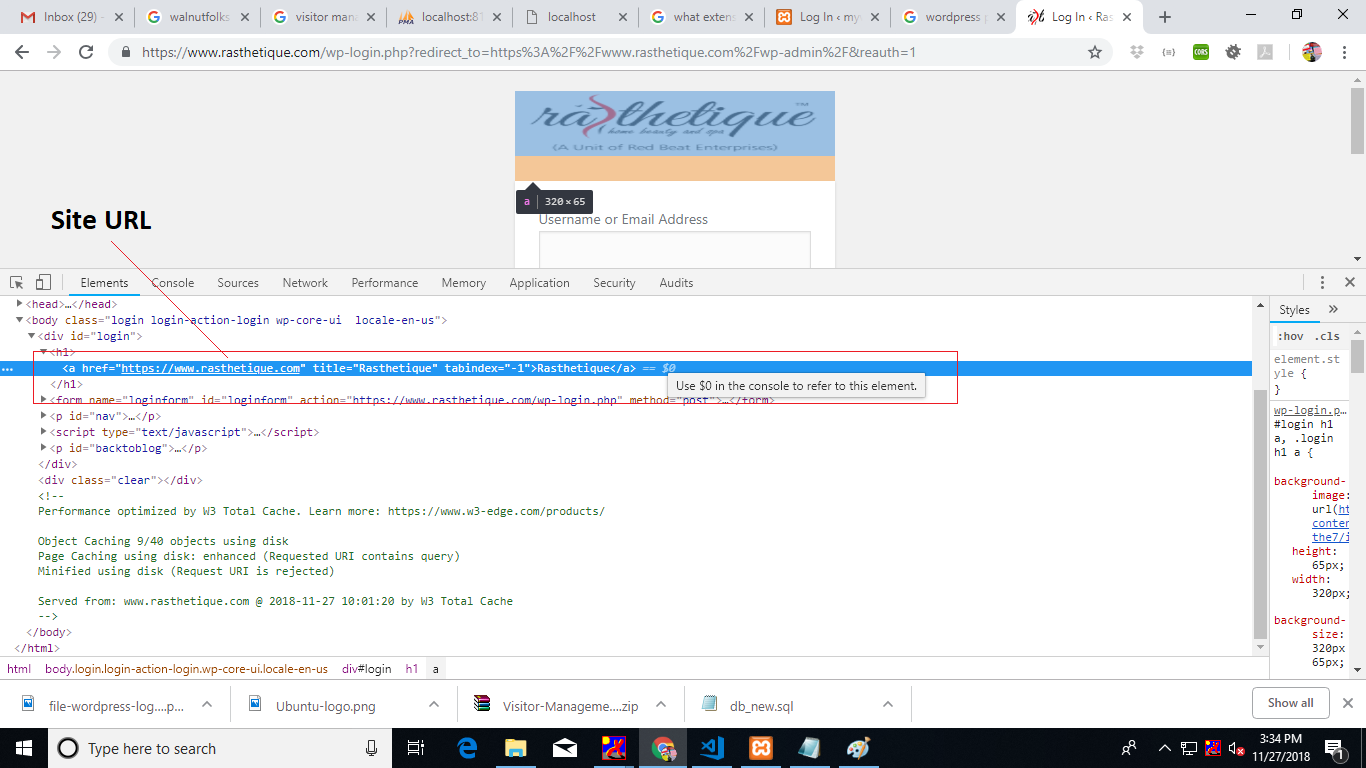 Inbox (29) -
walnutfolks
visitor man
localhost:81
localhost
what extens
Log In ‹ my
wordpress p
Log In ‹ Ras
https://www.rasthetique.com/wp-login.php?redirect_to=https%3A%2F%2Fwww.rasthetique.com%2Fwp-admin%2F&reauth=1
CORS
rasthetique™
home beauty and spa
(A Unit of Red Beat Enterprises)
a 320 × 65
Username or Email Address
Site URL
Elements Console Sources Network Performance Memory Application Security Audits
<head>…</head>
<body class="login login-action-login wp-core-ui  locale-en-us">
<div id="login">
<h1>
<a href="https://www.rasthetique.com" title="Rasthetique" tabindex="-1">Rasthetique</a> == $0
Use $0 in the console to refer to this element.
</h1>
<form name="loginform" id="loginform" action="https://www.rasthetique.com/wp-login.php" method="post">…</form>
<p id="nav">…</p>
<script type="text/javascript">…</script>
<p id="backtoblog">…</p>
</div>
<div class="clear"></div>
<!--
Performance optimized by W3 Total Cache. Learn more: https://www.w3-edge.com/products/
Object Caching 9/40 objects using disk
Page Caching using disk: enhanced (Requested URI contains query)
Minified using disk (Request URI is rejected)
Served from: www.rasthetique.com @ 2018-11-27 10:01:20 by W3 Total Cache
-->
</body>
</html>
Styles »
:hov .cls
element.st
yle {
}
wp-login.p…
#login h1
a, .login
h1 a {
background-
image:
url(ht
conten
the7/i
height:
65px;
width:
320px;
background-
size:
320px
65px;
html body.login.login-action-login.wp-core-ui.locale-en-us div#login h1 a
file-wordpress-log....p...
Ubuntu-logo.png
Visitor-Manageme....zip
db_new.sql
Show all
Type here to search
3:34 PM
11/27/2018
1